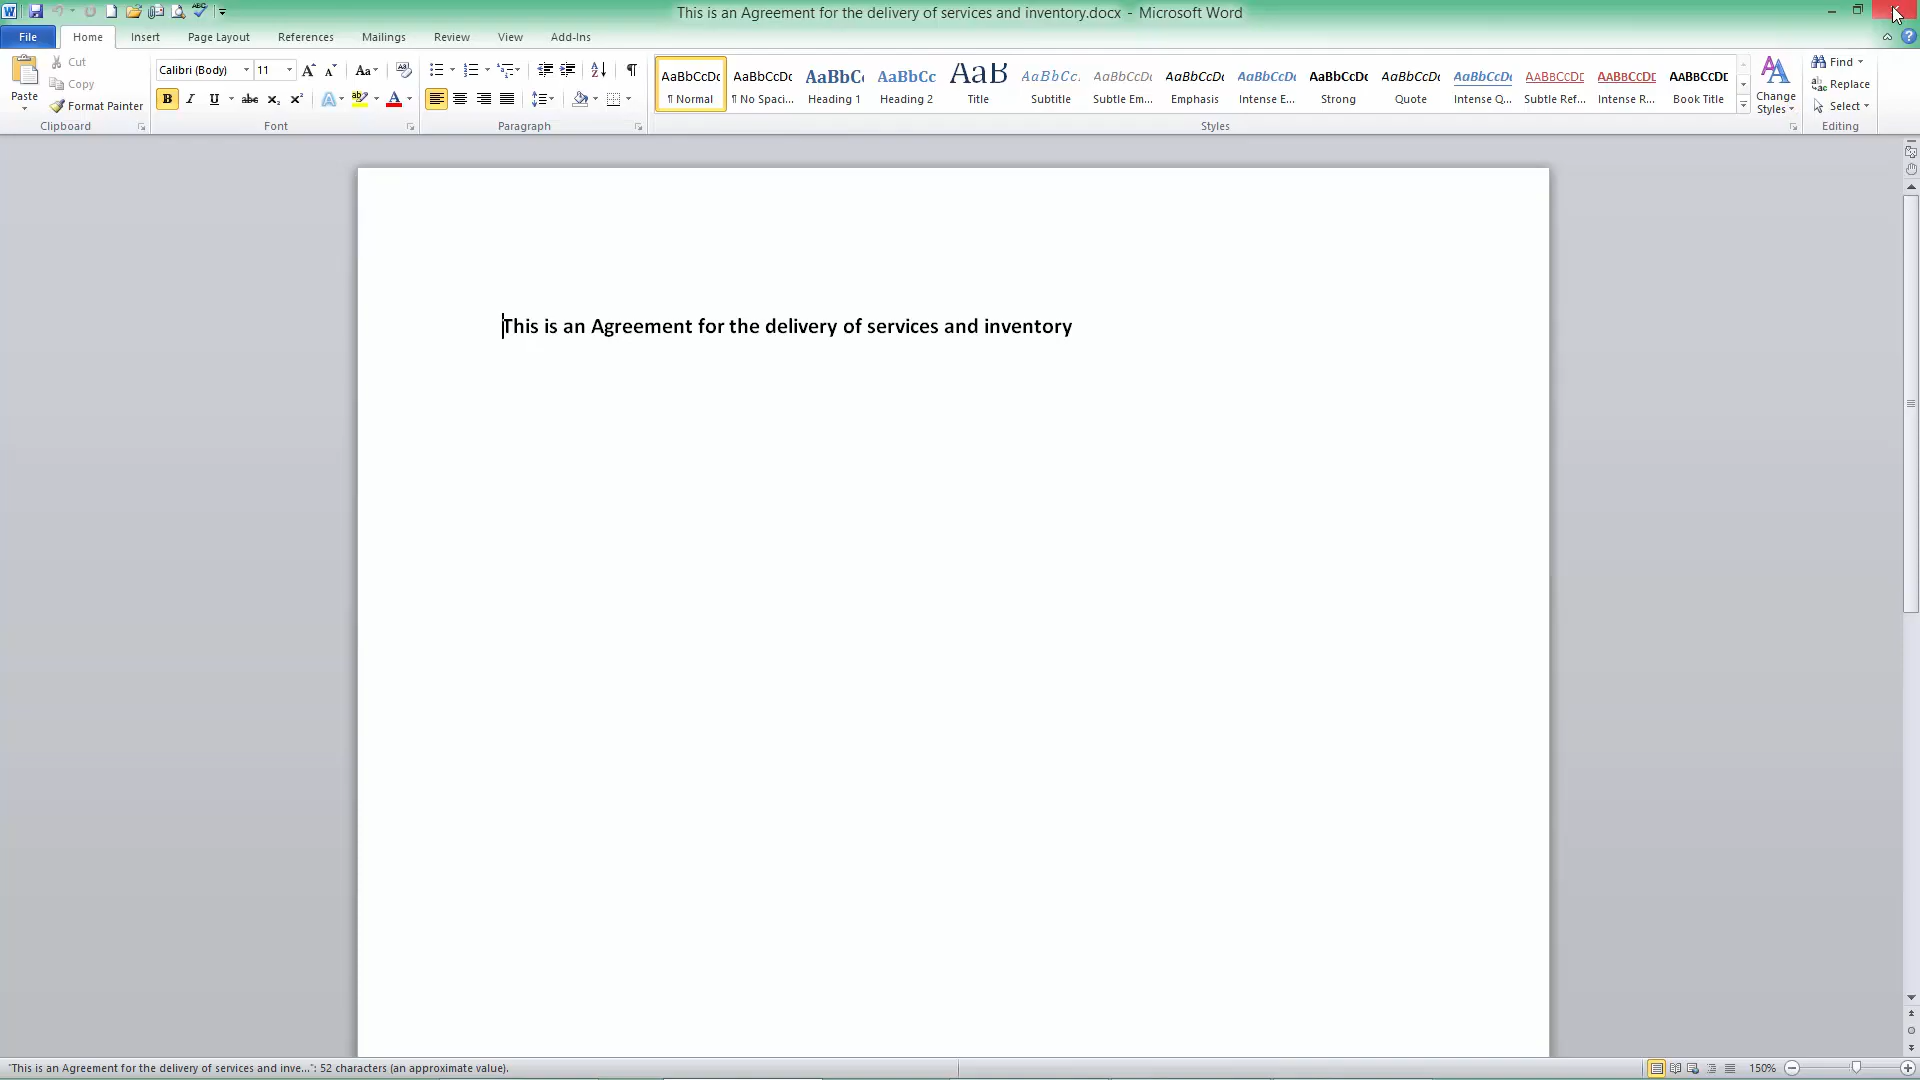 This is an Agreement for the delivery of services and inventory.docx - Microsoft Word
File Home Insert Page Layout References Mailings Review View Add-Ins
Paste
Cut
Copy
Format Painter
Clipboard
Calibri (Body) 11
Font
Paragraph
AaBbCcDc AaBbCcDc AaBbC AaBbCc AaB AaBbCc. AaBbCcDc AaBbCcDc AaBbCcDc AaBbCcDc AaBbCcDc AaBbCcDc AABBCCDC AABBCCDC AABBCCDC
¶ Normal ¶ No Spaci... Heading 1 Heading 2 Title Subtitle Subtle Em... Emphasis Intense E... Strong Quote Intense Q... Subtle Ref... Intense R... Book Title
Styles
Change
Styles
Find
Replace
Select
Editing
This is an Agreement for the delivery of services and inventory
"This is an Agreement for the delivery of services and inve...": 52 characters (an approximate value).
150%